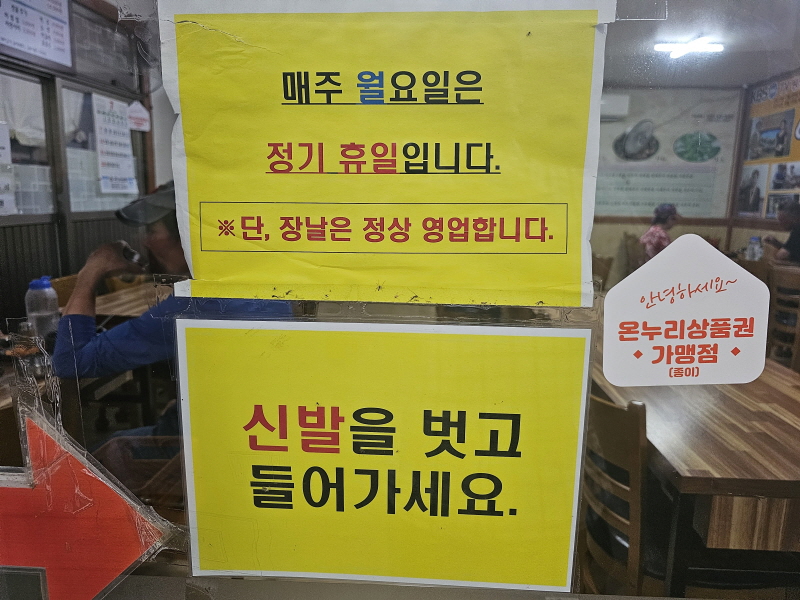 매주 월요일은
정기 휴일입니다.
※단, 장날은 정상 영업합니다.
안녕하세요~
온누리상품권
가맹점
(종이)
신발을 벗고
들어가세요.